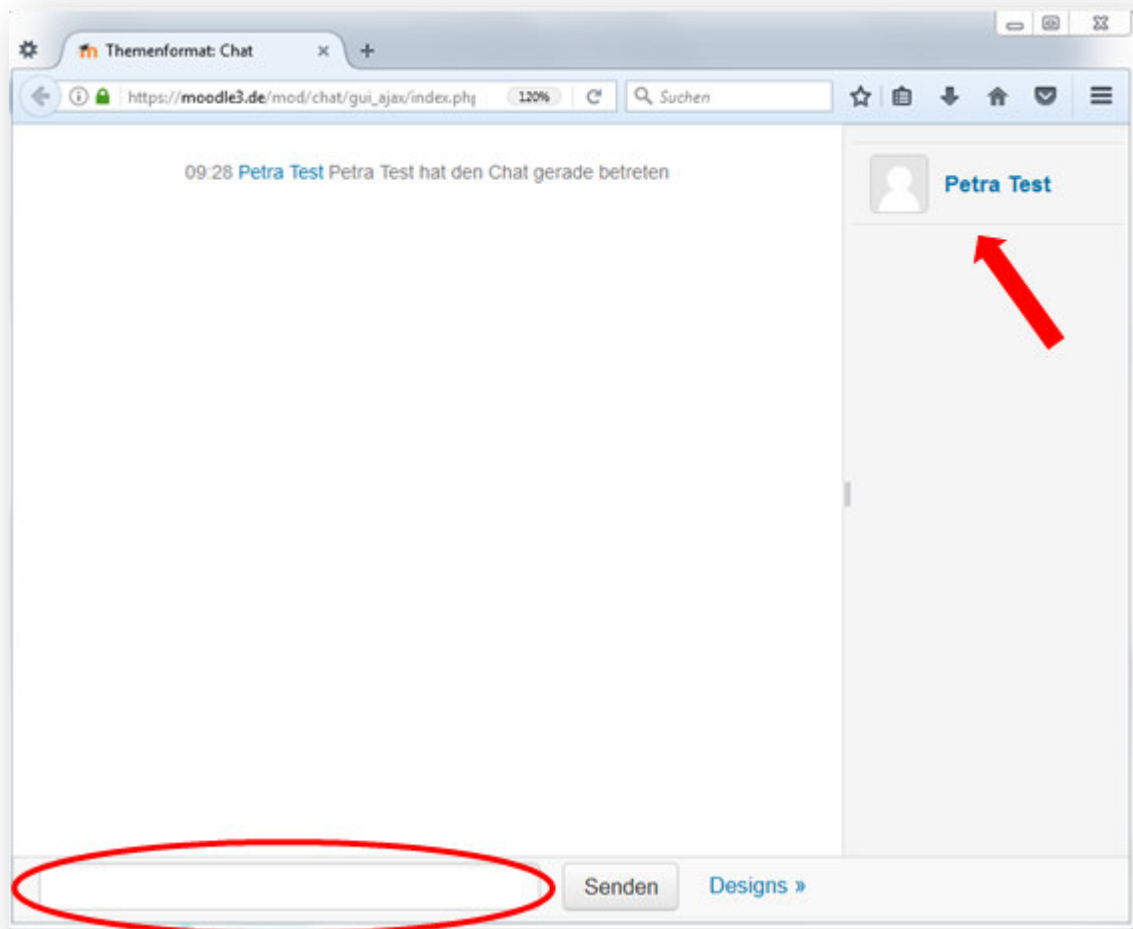 Themenformat: Chat
https://moodle3.de/mod/chat/gui_ajax/index.php
120%
Suchen
09:28 Petra Test Petra Test hat den Chat gerade betreten
Petra Test
Senden
Designs »